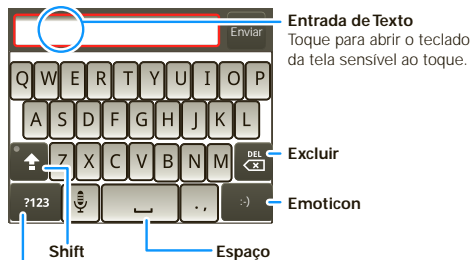 Entrada de Texto
Enviar
Toque para abrir o teclado
da tela sensível ao toque.
Q W E R T Y U I O P
A S D F G H J K L
Z X C V B N M DEL
Excluir
?123 . , :-)
Emoticon
Shift
Espaço